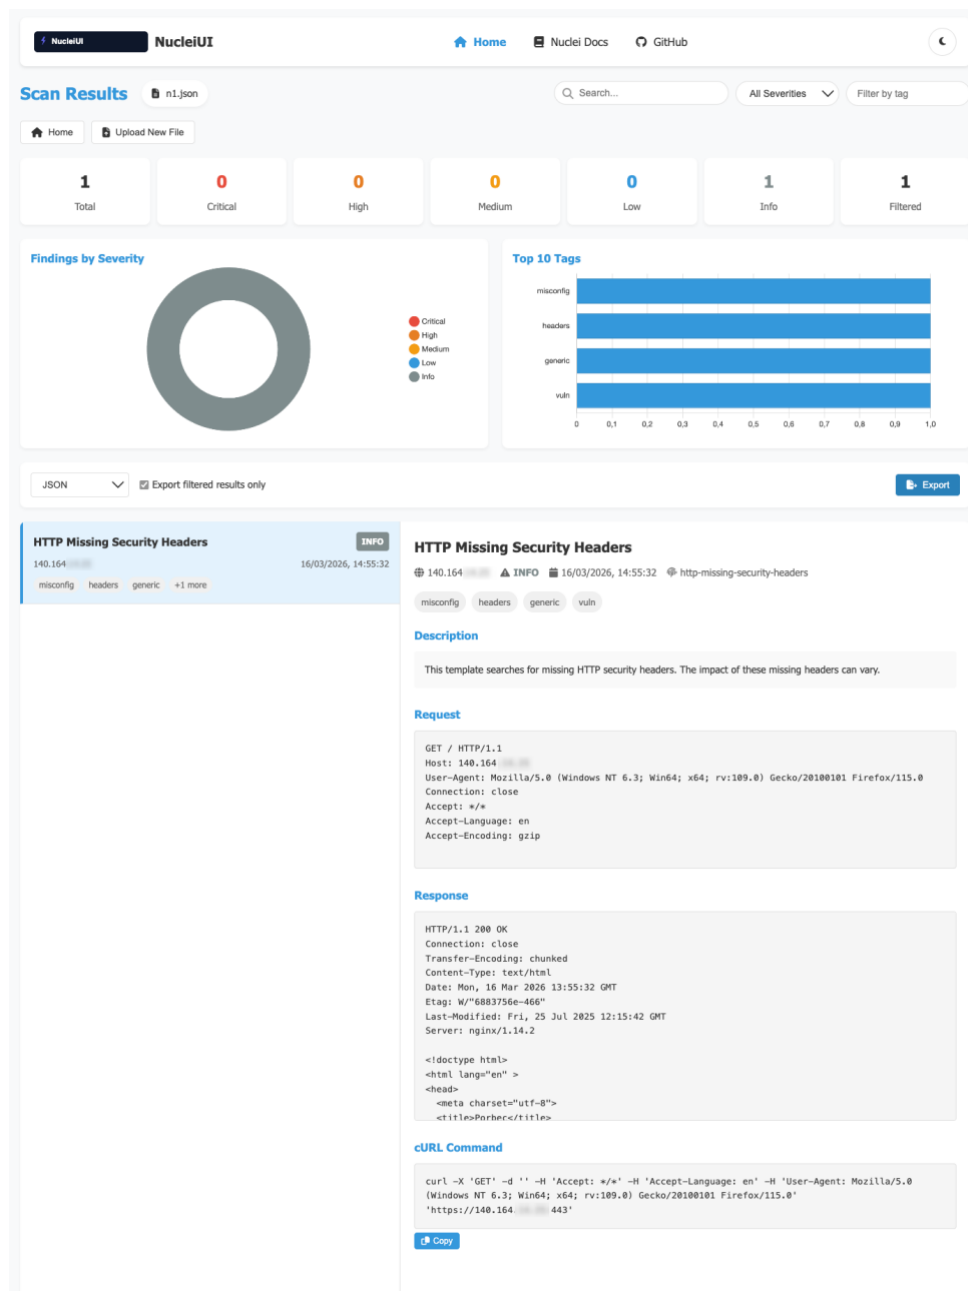 NucleiUI NucleiUI Home Nuclei Docs GitHub
Scan Results n1.json Search... All Severities Filter by tag
Home Upload New File
1 0 0 0 0 1 1
Total Critical High Medium Low Info Filtered
Findings by Severity
Critical
High
Medium
Low
Info
Top 10 Tags
misconfig
headers
generic
vuln
0 0,1 0,2 0,3 0,4 0,5 0,6 0,7 0,8 0,9 1,0
JSON Export filtered results only Export
HTTP Missing Security Headers INFO
140.164 16/03/2026, 14:55:32
misconfig headers generic +1 more
HTTP Missing Security Headers
140.164 INFO 16/03/2026, 14:55:32 http-missing-security-headers
misconfig headers generic vuln
Description
This template searches for missing HTTP security headers. The impact of these missing headers can vary.
Request
GET / HTTP/1.1
Host: 140.164
User-Agent: Mozilla/5.0 (Windows NT 6.3; Win64; x64; rv:109.0) Gecko/20100101 Firefox/115.0
Connection: close
Accept: */*
Accept-Language: en
Accept-Encoding: gzip
Response
HTTP/1.1 200 OK
Connection: close
Transfer-Encoding: chunked
Content-Type: text/html
Date: Mon, 16 Mar 2026 13:55:32 GMT
Etag: W/"6883756e-466"
Last-Modified: Fri, 25 Jul 2025 12:15:42 GMT
Server: nginx/1.14.2
<!doctype html>
<html lang="en" >
<head>
<meta charset="utf-8">
<title>Porbec</title>
cURL Command
curl -X 'GET' -d '' -H 'Accept: */*' -H 'Accept-Language: en' -H 'User-Agent: Mozilla/5.0
(Windows NT 6.3; Win64; x64; rv:109.0) Gecko/20100101 Firefox/115.0'
'https://140.164 443'
Copy